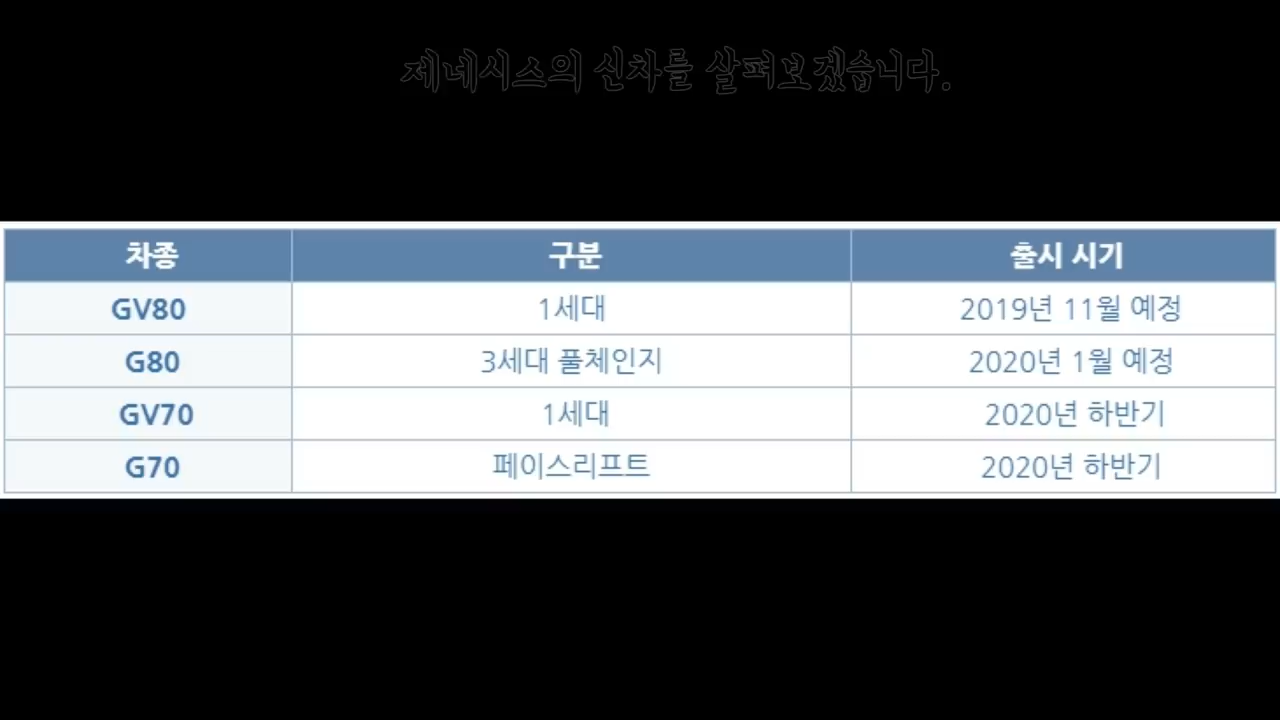 제네시스의 신차를 살펴보겠습니다.
차종 구분 출시 시기
GV80 1세대 2019년 11월 예정
G80 3세대 풀체인지 2020년 1월 예정
GV70 1세대 2020년 하반기
G70 페이스리프트 2020년 하반기